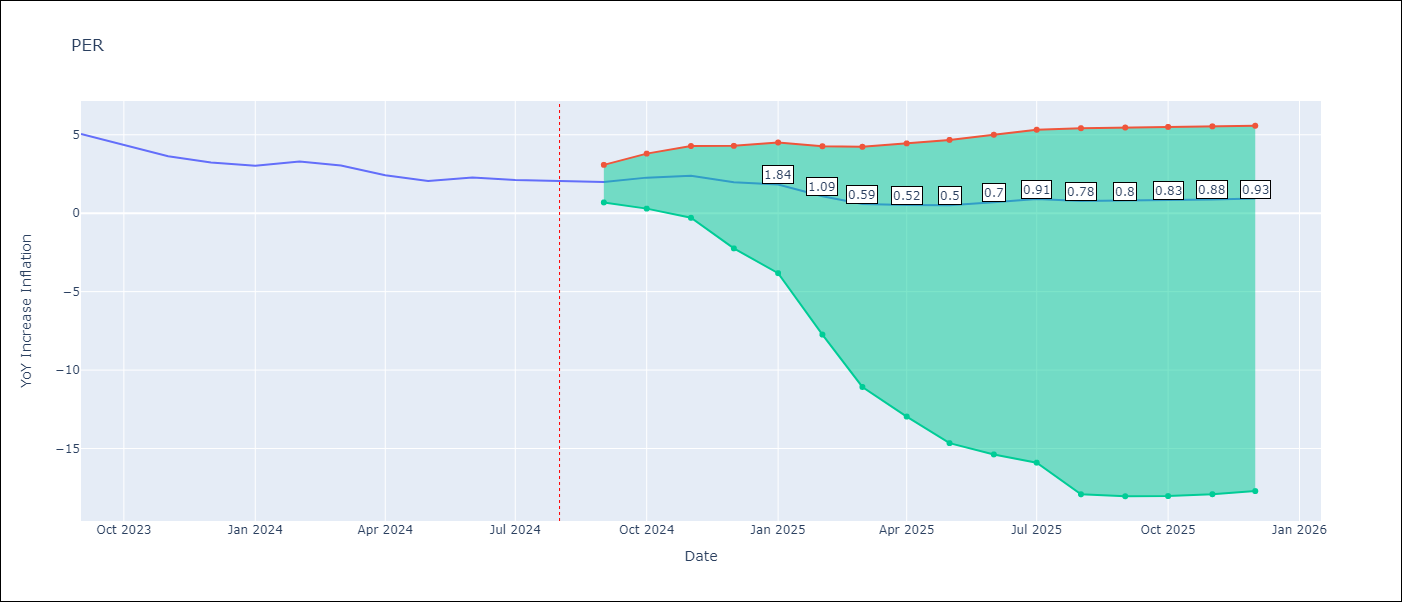 PER
YoY Increase Inflation
5
0
−5
−10
−15
1.84
1.09
0.59
0.52
0.5
0.7
0.91
0.78
0.8
0.83
0.88
0.93
Oct 2023
Jan 2024
Apr 2024
Jul 2024
Oct 2024
Jan 2025
Apr 2025
Jul 2025
Oct 2025
Jan 2026
Date